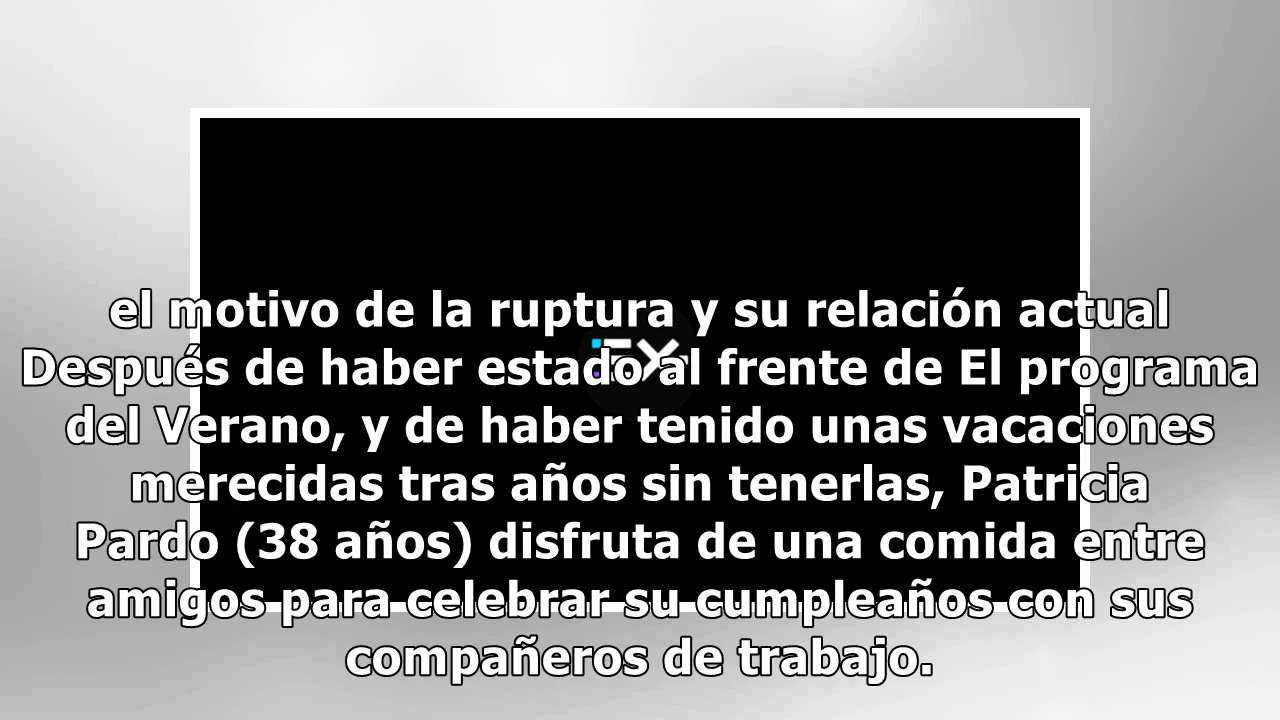 el motivo de la ruptura y su relación actual
Después de haber estado al frente de El programa
del Verano, y de haber tenido unas vacaciones
merecidas tras años sin tenerlas, Patricia
Pardo (38 años) disfruta de una comida entre
amigos para celebrar su cumpleaños con sus
compañeros de trabajo.